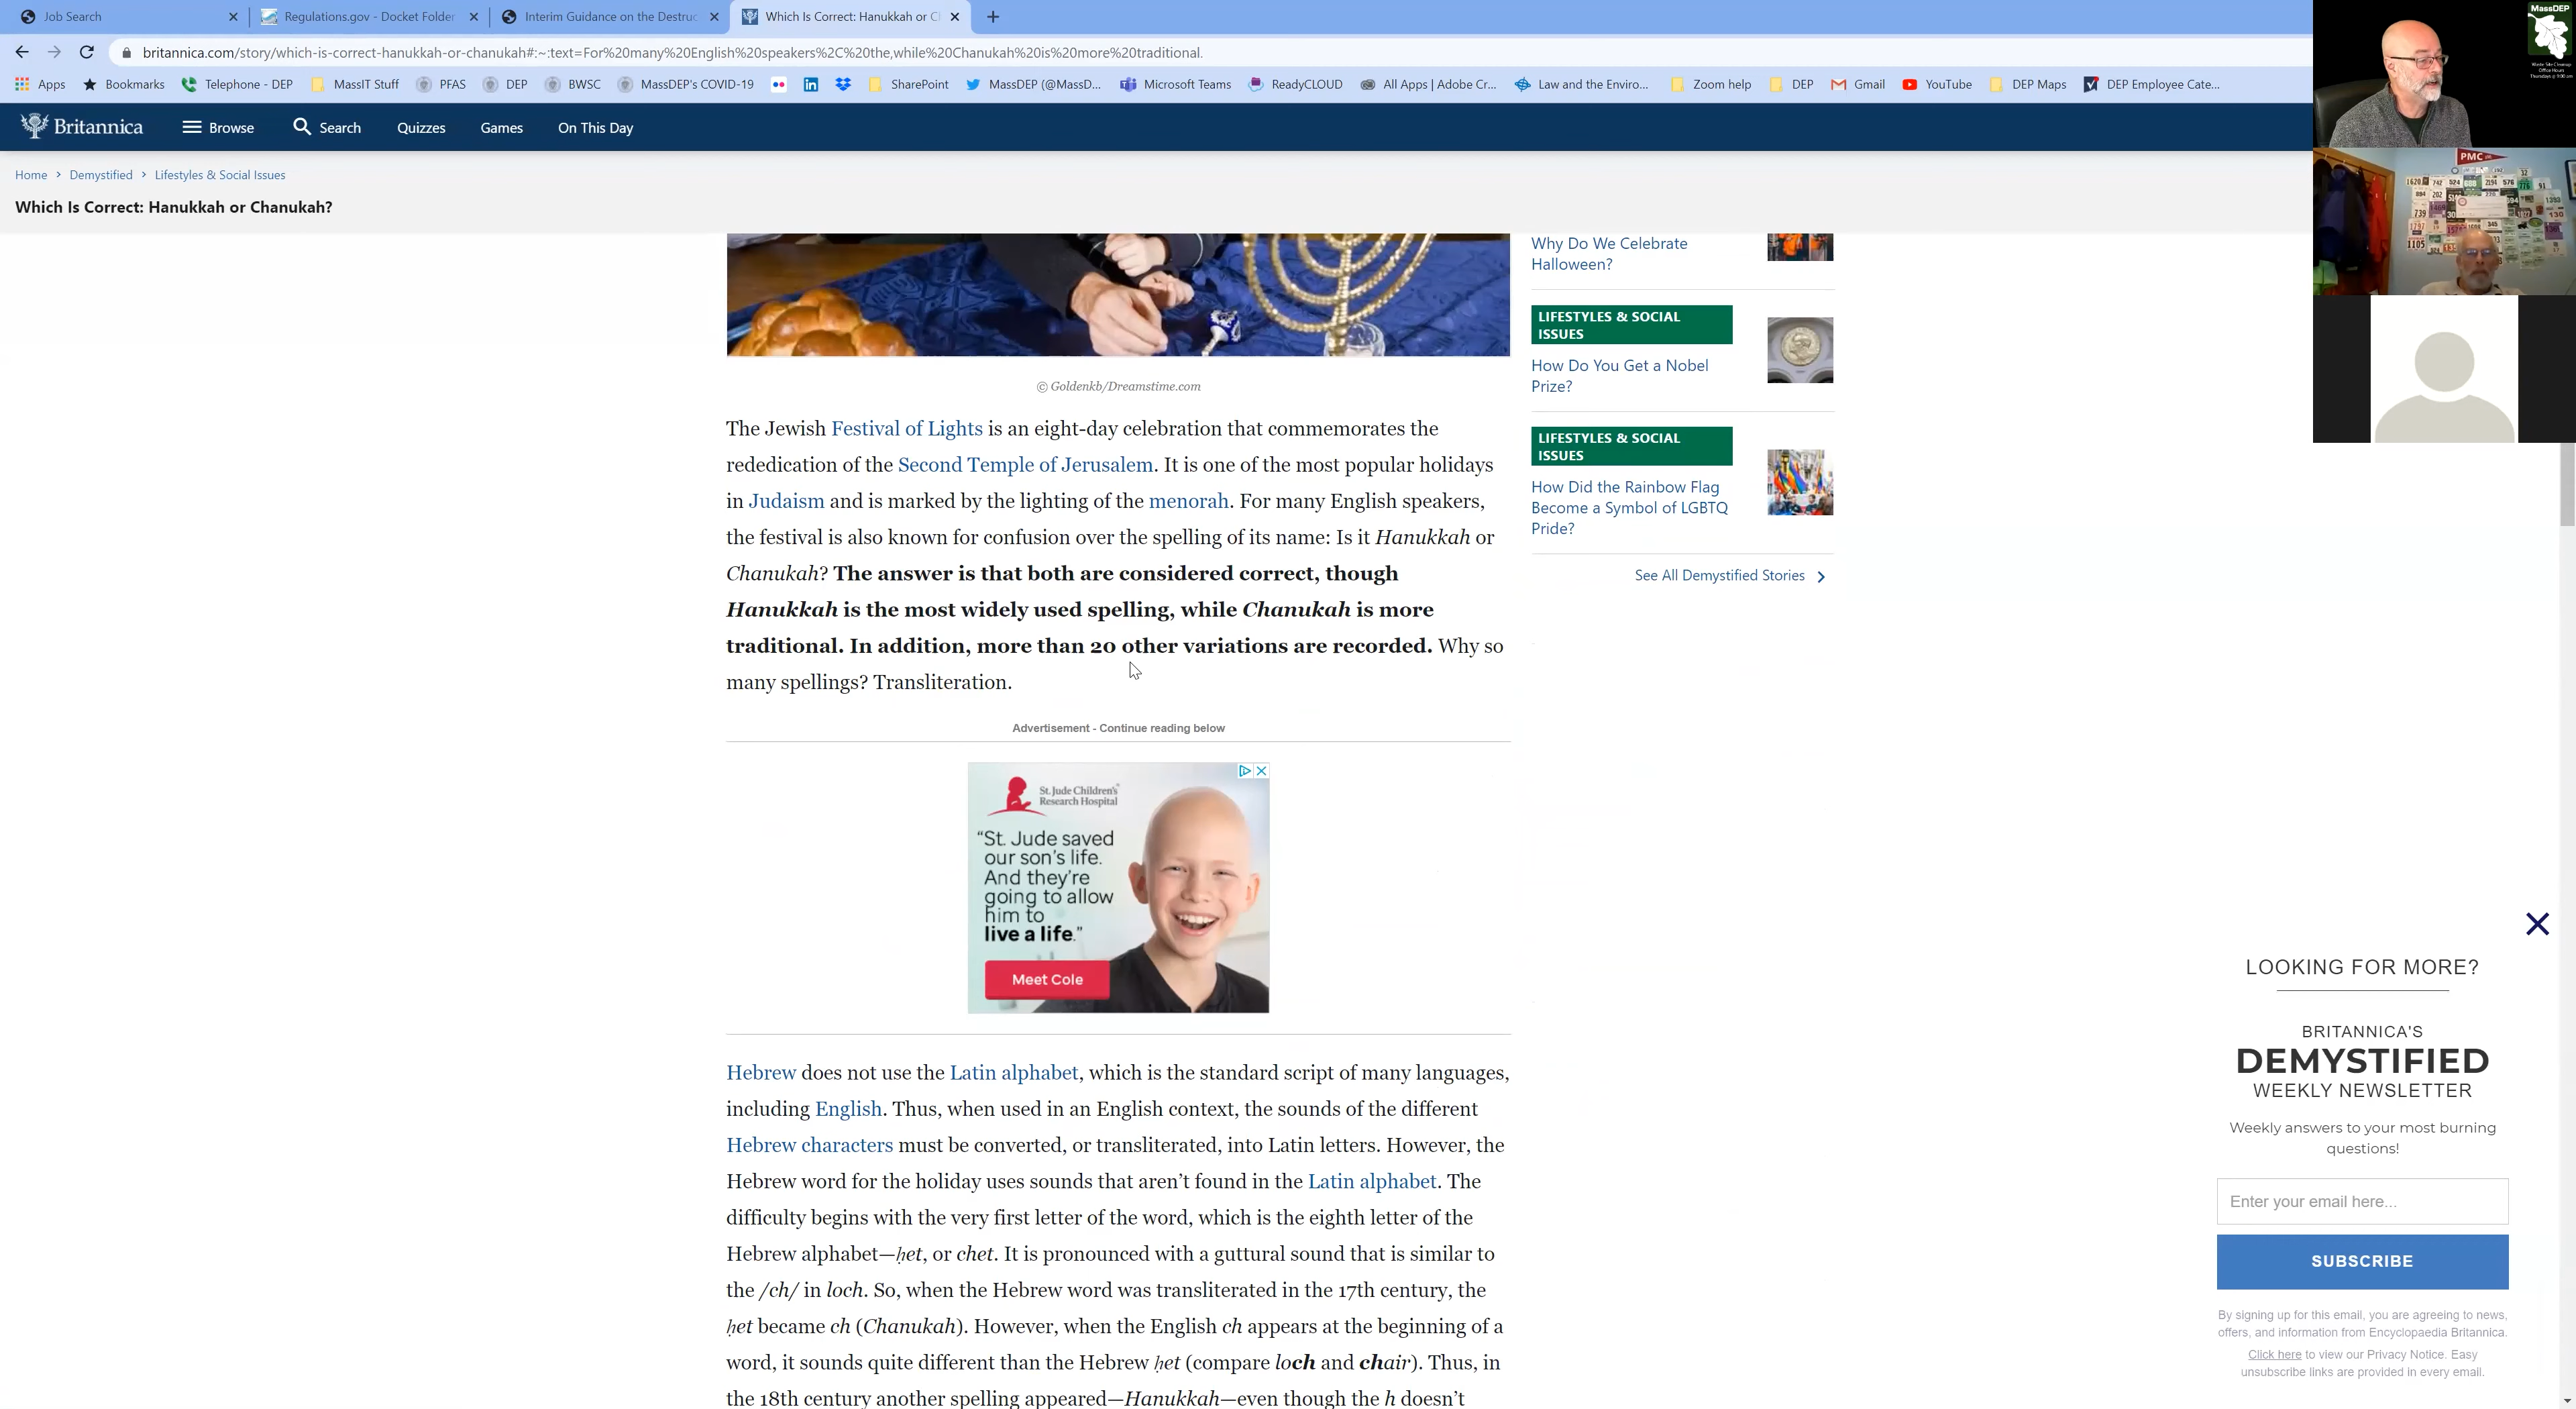 Job Search
Regulations.gov - Docket Folder
Interim Guidance on the Destruc
Which Is Correct: Hanukkah or C
britannica.com/story/which-is-correct-hanukkah-or-chanukah#:~:text=For%20many%20English%20speakers%2C%20the,while%20Chanukah%20is%20more%20traditional.
Apps
Bookmarks
Telephone - DEP
MassIT Stuff
PFAS
DEP
BWSC
MassDEP's COVID-19
SharePoint
MassDEP (@MassD...
Microsoft Teams
ReadyCLOUD
All Apps | Adobe Cr...
Law and the Enviro...
Zoom help
DEP
Gmail
YouTube
DEP Maps
DEP Employee Cate...
Britannica
Browse
Search
Quizzes
Games
On This Day
Home > Demystified > Lifestyles & Social Issues
Which Is Correct: Hanukkah or Chanukah?
© Goldenkb/Dreamstime.com
The Jewish Festival of Lights is an eight-day celebration that commemorates the
rededication of the Second Temple of Jerusalem. It is one of the most popular holidays
in Judaism and is marked by the lighting of the menorah. For many English speakers,
the festival is also known for confusion over the spelling of its name: Is it Hanukkah or
Chanukah? The answer is that both are considered correct, though
Hanukkah is the most widely used spelling, while Chanukah is more
traditional. In addition, more than 20 other variations are recorded. Why so
many spellings? Transliteration.
Advertisement - Continue reading below
St. Jude Children's
Research Hospital
"St. Jude saved
our son's life.
And they're
going to allow
him to
live a life."
Meet Cole
Hebrew does not use the Latin alphabet, which is the standard script of many languages,
including English. Thus, when used in an English context, the sounds of the different
Hebrew characters must be converted, or transliterated, into Latin letters. However, the
Hebrew word for the holiday uses sounds that aren't found in the Latin alphabet. The
difficulty begins with the very first letter of the word, which is the eighth letter of the
Hebrew alphabet—ḥet, or chet. It is pronounced with a guttural sound that is similar to
the /ch/ in loch. So, when the Hebrew word was transliterated in the 17th century, the
ḥet became ch (Chanukah). However, when the English ch appears at the beginning of a
word, it sounds quite different than the Hebrew ḥet (compare loch and chair). Thus, in
the 18th century another spelling appeared—Hanukkah—even though the h doesn't
Why Do We Celebrate
Halloween?
LIFESTYLES & SOCIAL
ISSUES
How Do You Get a Nobel
Prize?
LIFESTYLES & SOCIAL
ISSUES
How Did the Rainbow Flag
Become a Symbol of LGBTQ
Pride?
See All Demystified Stories
MassDEP
PMC
1620 742 524 2194 576
739
1105
LOOKING FOR MORE?
BRITANNICA'S
DEMYSTIFIED
WEEKLY NEWSLETTER
Weekly answers to your most burning
questions!
Enter your email here...
SUBSCRIBE
By signing up for this email, you are agreeing to news,
offers, and information from Encyclopaedia Britannica.
Click here to view our Privacy Notice. Easy
unsubscribe links are provided in every email.